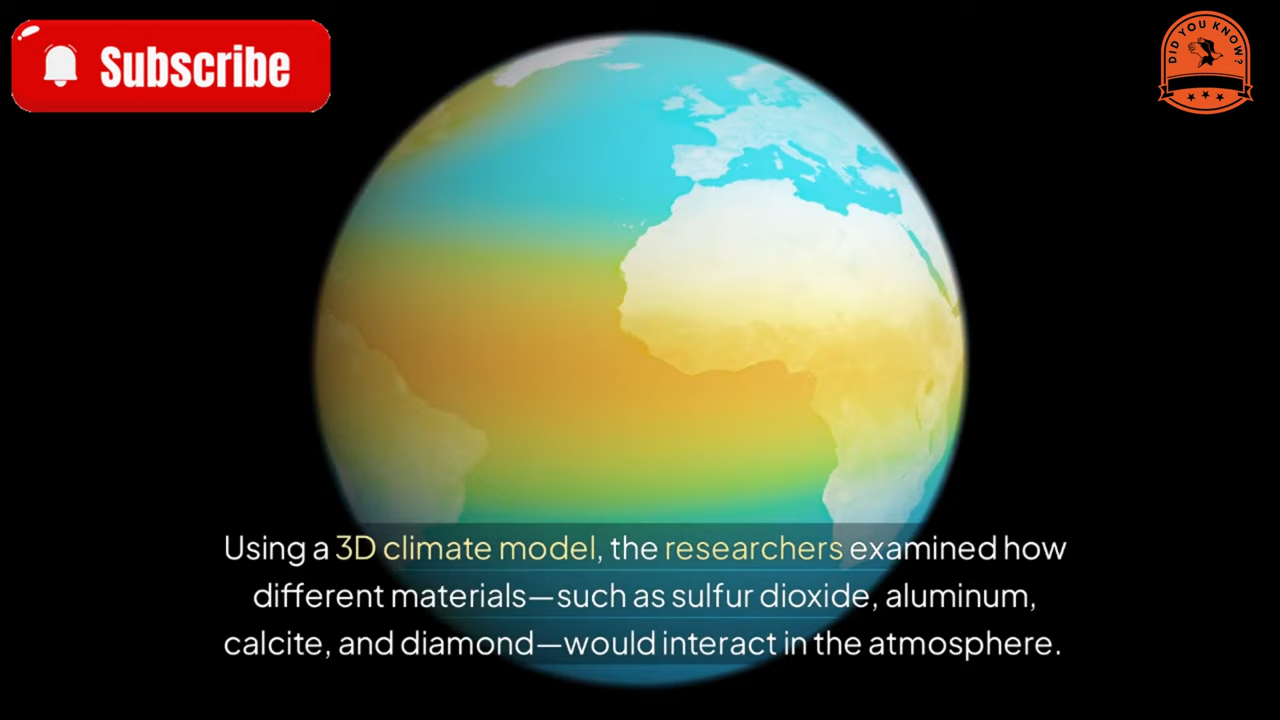 Subscribe
DID YOU KNOW?
Using a 3D climate model, the researchers examined how
different materials—such as sulfur dioxide, aluminum,
calcite, and diamond—would interact in the atmosphere.